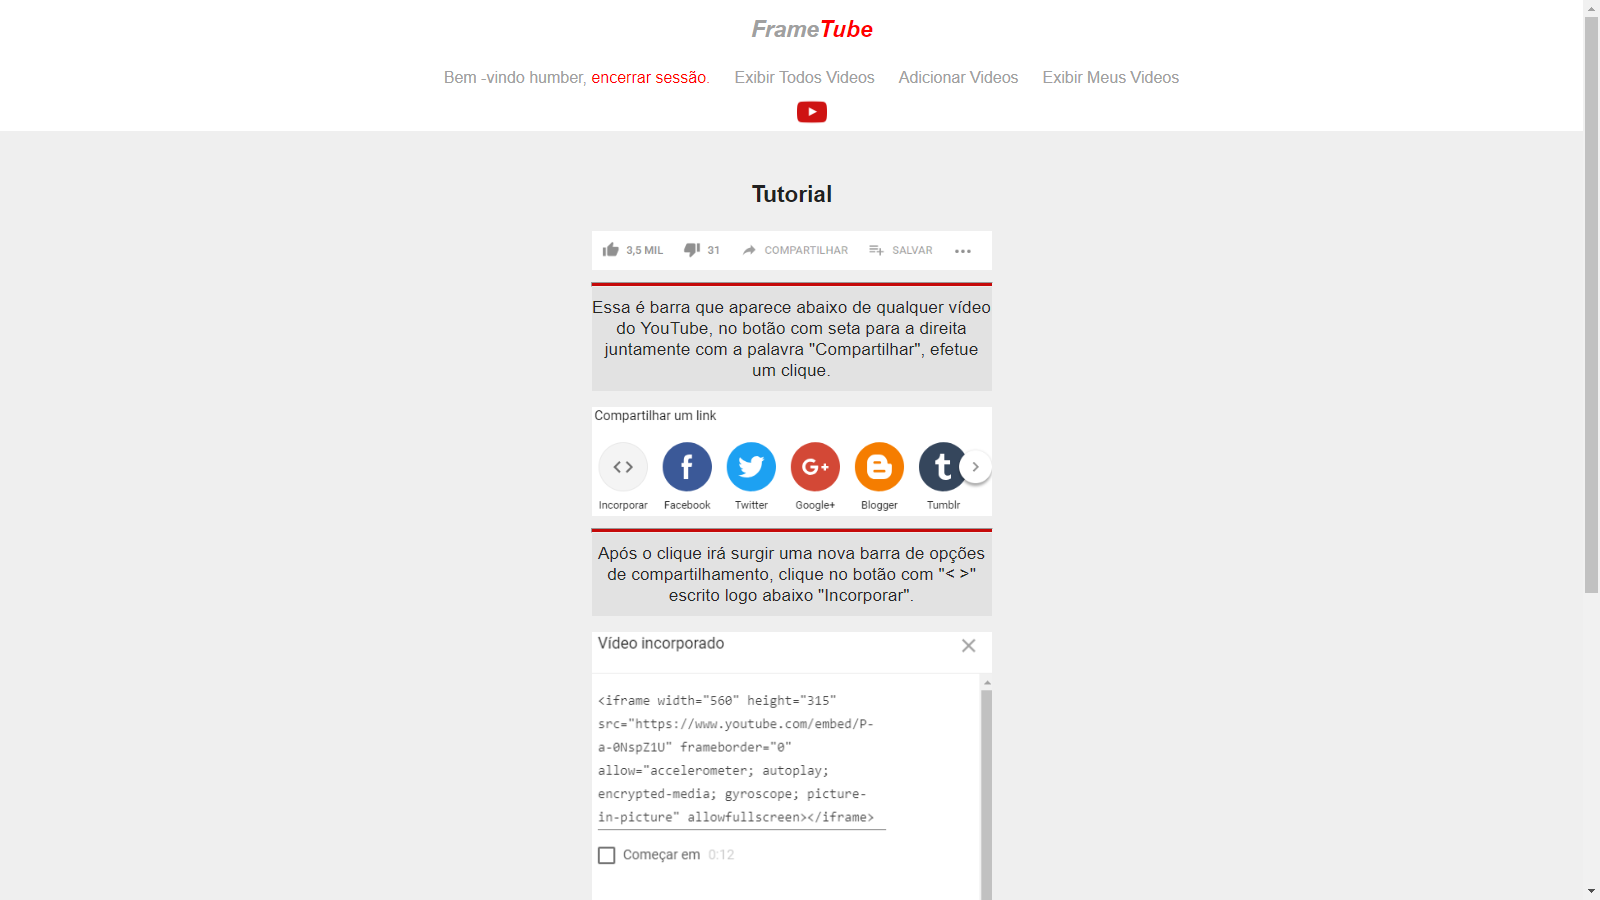 FrameTube
Bem -vindo humber, encerrar sessão. Exibir Todos Videos Adicionar Videos Exibir Meus Videos
Tutorial
3,5 MIL 31 COMPARTILHAR SALVAR
Essa é barra que aparece abaixo de qualquer vídeo
do YouTube, no botão com seta para a direita
juntamente com a palavra "Compartilhar", efetue
um clique.
Compartilhar um link
Incorporar Facebook Twitter Google+ Blogger Tumblr
Após o clique irá surgir uma nova barra de opções
de compartilhamento, clique no botão com "< >"
escrito logo abaixo "Incorporar".
Vídeo incorporado
<iframe width="560" height="315"
src="https://www.youtube.com/embed/P-
a-0NspZ1U" frameborder="0"
allow="accelerometer; autoplay;
encrypted-media; gyroscope; picture-
in-picture" allowfullscreen></iframe>
Começar em 0:12